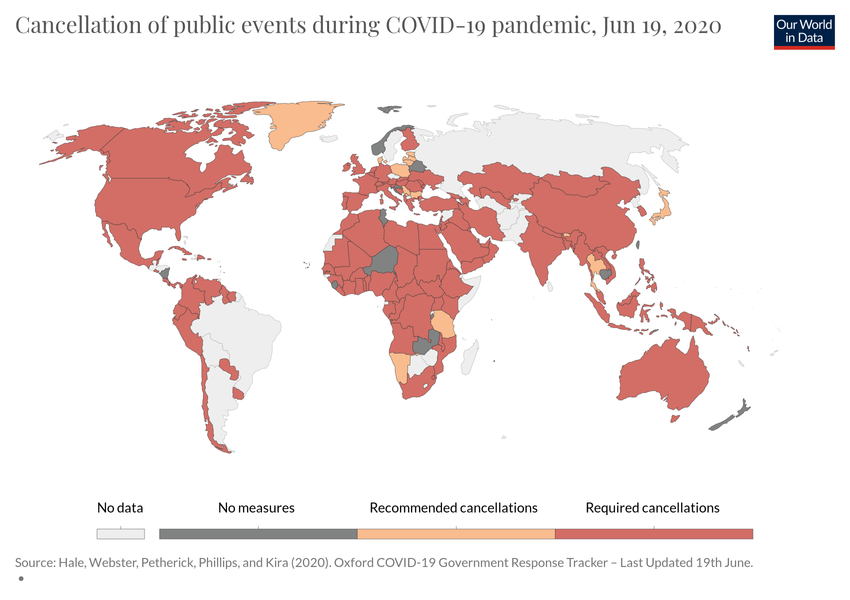 Cancellation of public events during COVID-19 pandemic, Jun 19, 2020
Our World
in Data
No data
No measures
Recommended cancellations
Required cancellations
Source: Hale, Webster, Petherick, Phillips, and Kira (2020). Oxford COVID-19 Government Response Tracker – Last Updated 19th June.